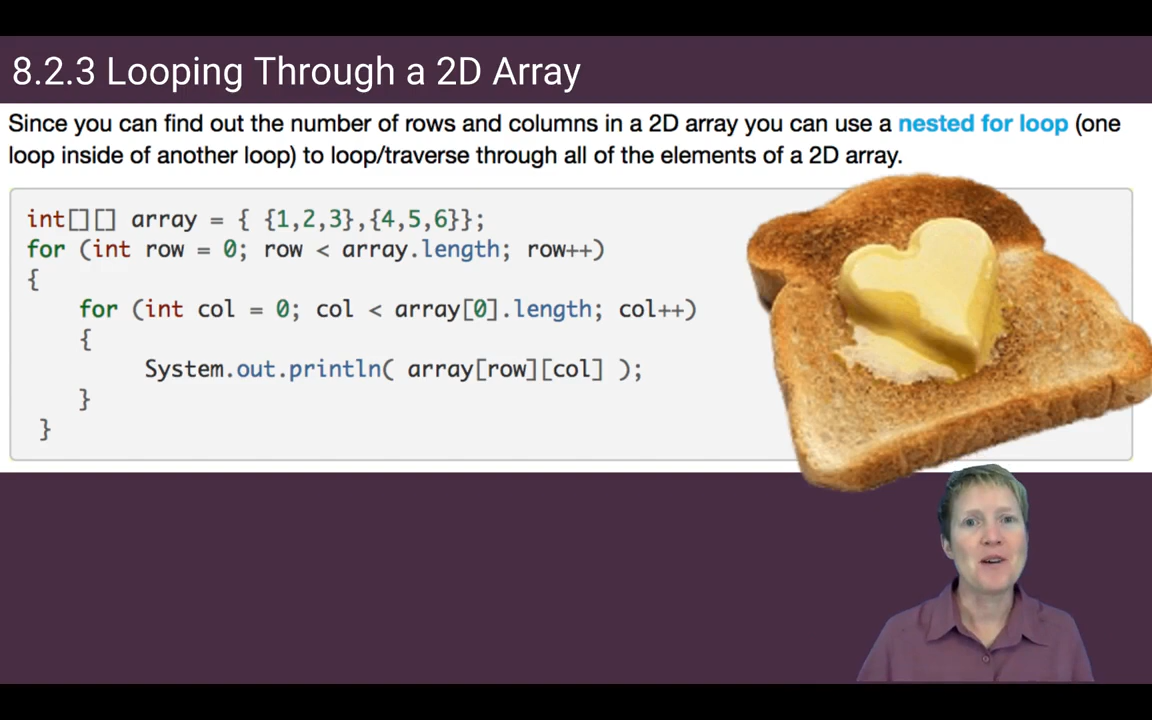 8.2.3 Looping Through a 2D Array
Since you can find out the number of rows and columns in a 2D array you can use a nested for loop (one
loop inside of another loop) to loop/traverse through all of the elements of a 2D array.
int[][] array = { {1,2,3},{4,5,6}};
for (int row = 0; row < array.length; row++)
{
for (int col = 0; col < array[0].length; col++)
{
System.out.println( array[row][col] );
}
}